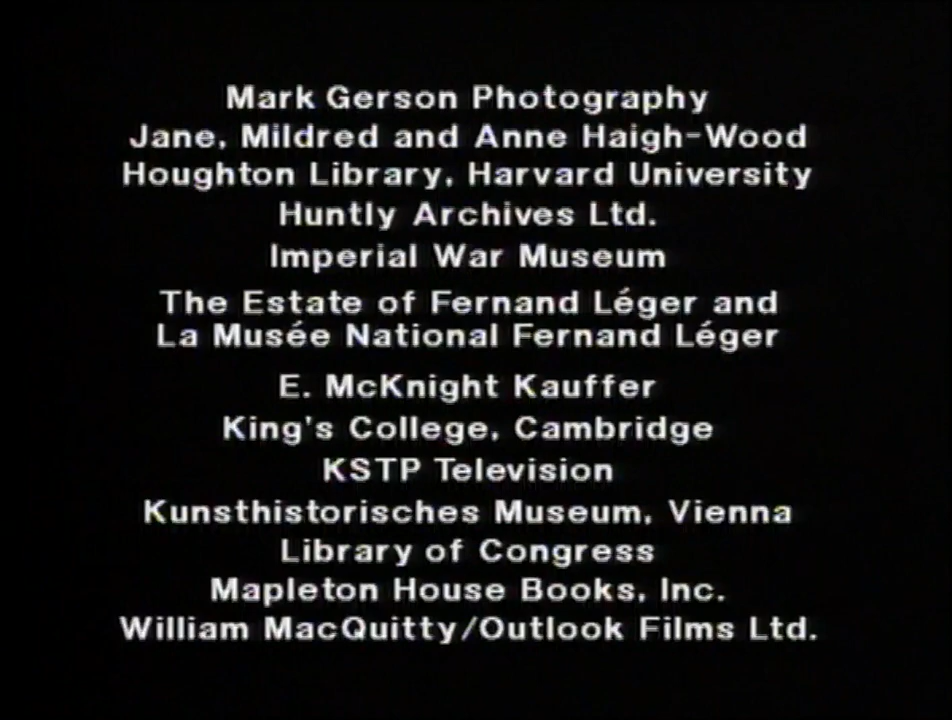 Mark Gerson Photography
Jane, Mildred and Anne Haigh-Wood
Houghton Library, Harvard University
Huntly Archives Ltd.
Imperial War Museum
The Estate of Fernand Léger and
La Musée National Fernand Léger
E. McKnight Kauffer
King's College, Cambridge
KSTP Television
Kunsthistorisches Museum, Vienna
Library of Congress
Mapleton House Books, Inc.
William MacQuitty/Outlook Films Ltd.